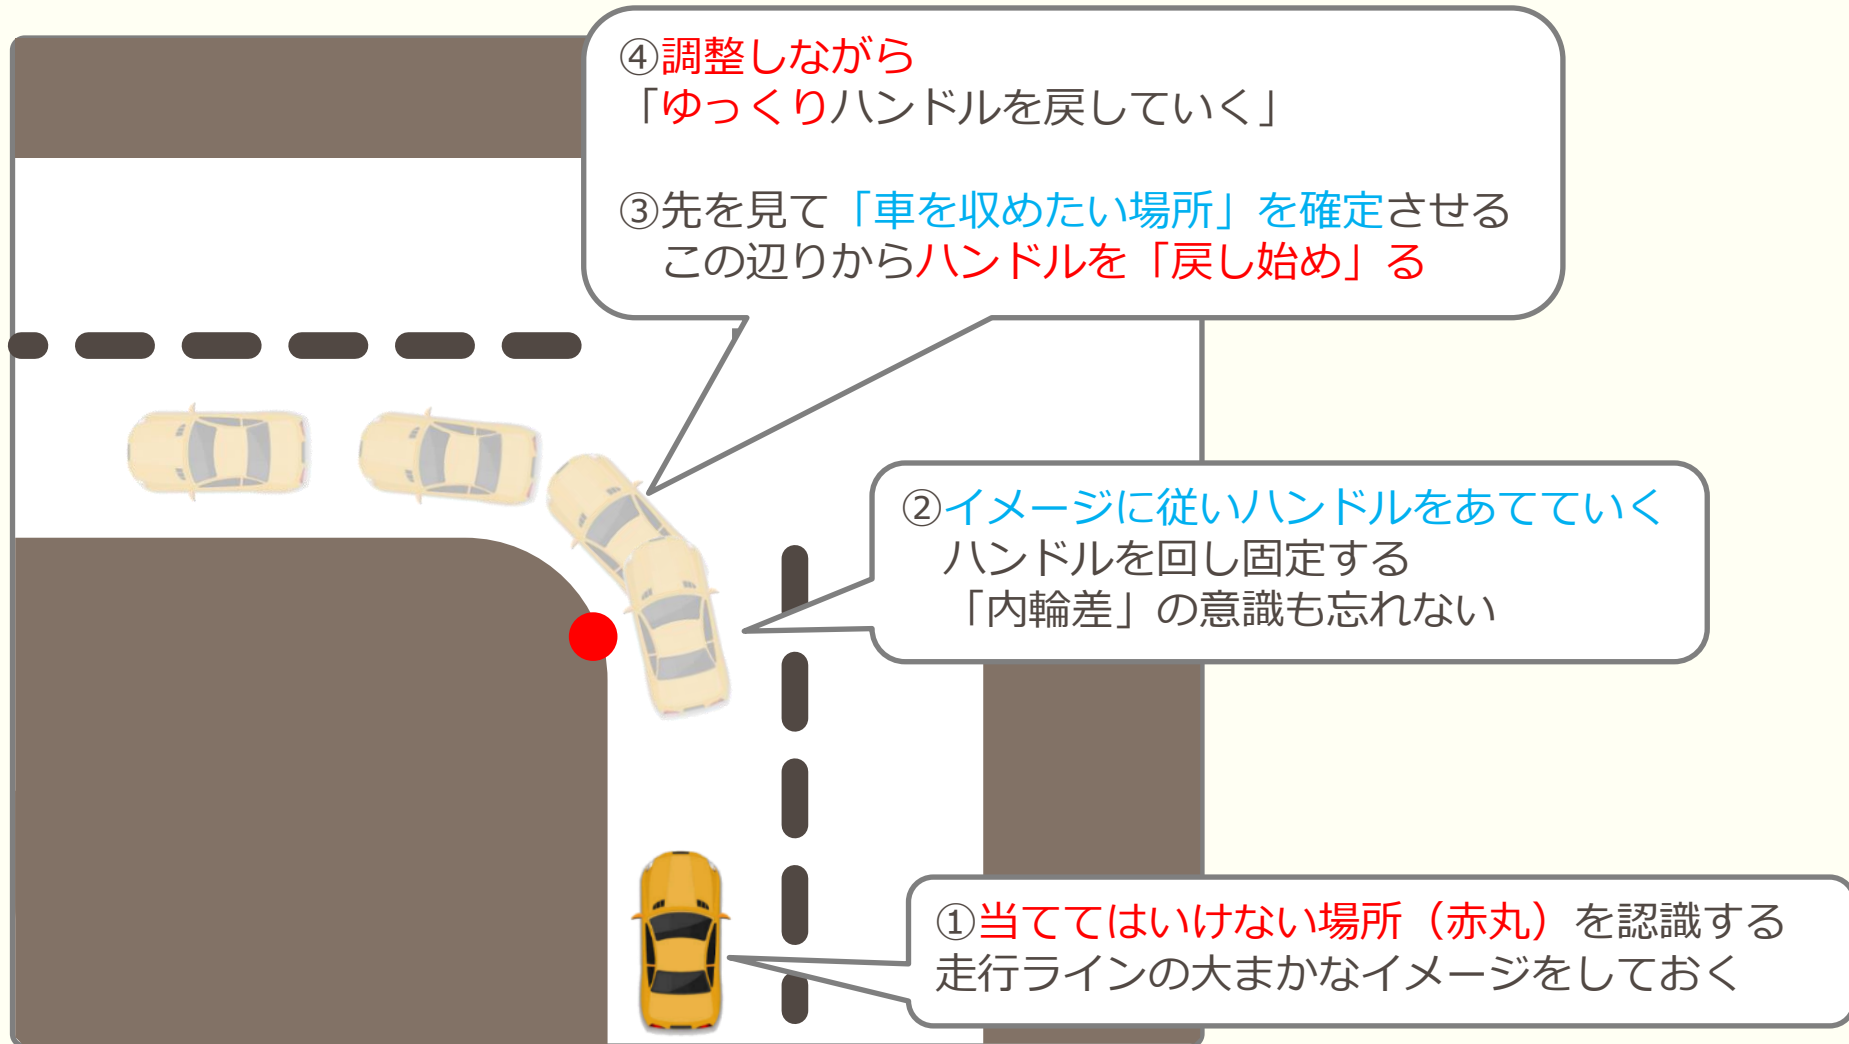 ④調整しながら
「ゆっくりハンドルを戻していく」
③先を見て「車を収めたい場所」を確定させる
この辺りからハンドルを「戻し始め」る
②イメージに従いハンドルをあてていく
ハンドルを回し固定する
「内輪差」の意識も忘れない
①当ててはいけない場所（赤丸）を認識する
走行ラインの大まかなイメージをしておく